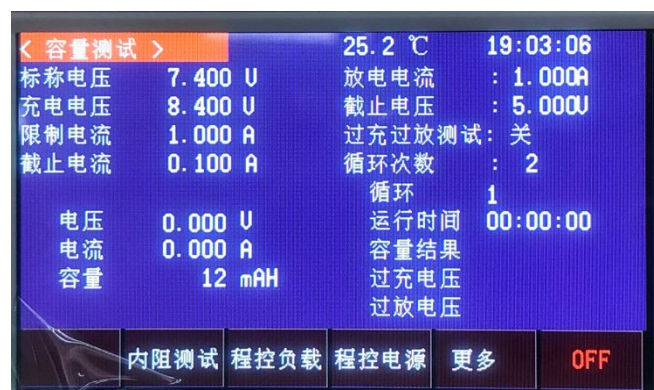 < 容量测试 > 25.2 ℃ 19:03:06
标称电压 7.400 V 放电电流 : 1.000A
充电电压 8.400 V 截止电压 : 5.000V
限制电流 1.000 A 过充过放测试: 关
截止电流 0.100 A 循环次数 : 2
循环 1
电压 0.000 V 运行时间 00:00:00
电流 0.000 A 容量结果
容量 12 mAH 过充电压
过放电压
内阻测试 程控负载 程控电源 更多 OFF